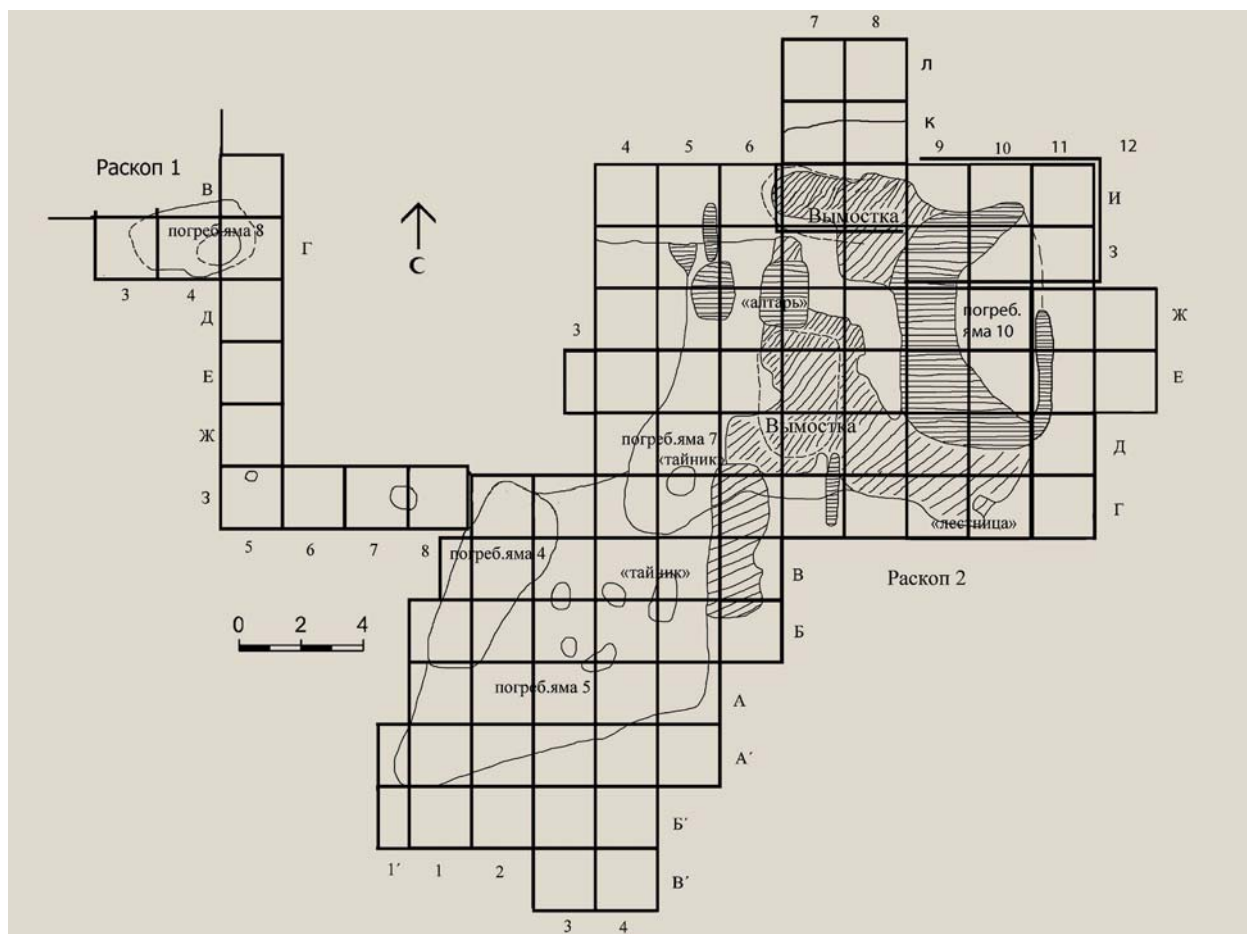 7 8
Л
К
4 5 6 9 10 11 12
Раскоп 1
В
И
погреб.яма 8
Вымостка
Г
З
С
3 4
«алтарь»
погреб.
яма 10
Ж
Д
3
Е
Е
Ж
Вымостка
погреб.яма 7
«тайник»
Д
З
Г
«лестница»
5 6 7 8
погреб.яма 4
«тайник»
В
Раскоп 2
0 2 4
Б
погреб.яма 5
А
А´
Б´
1´ 1 2
В´
3 4